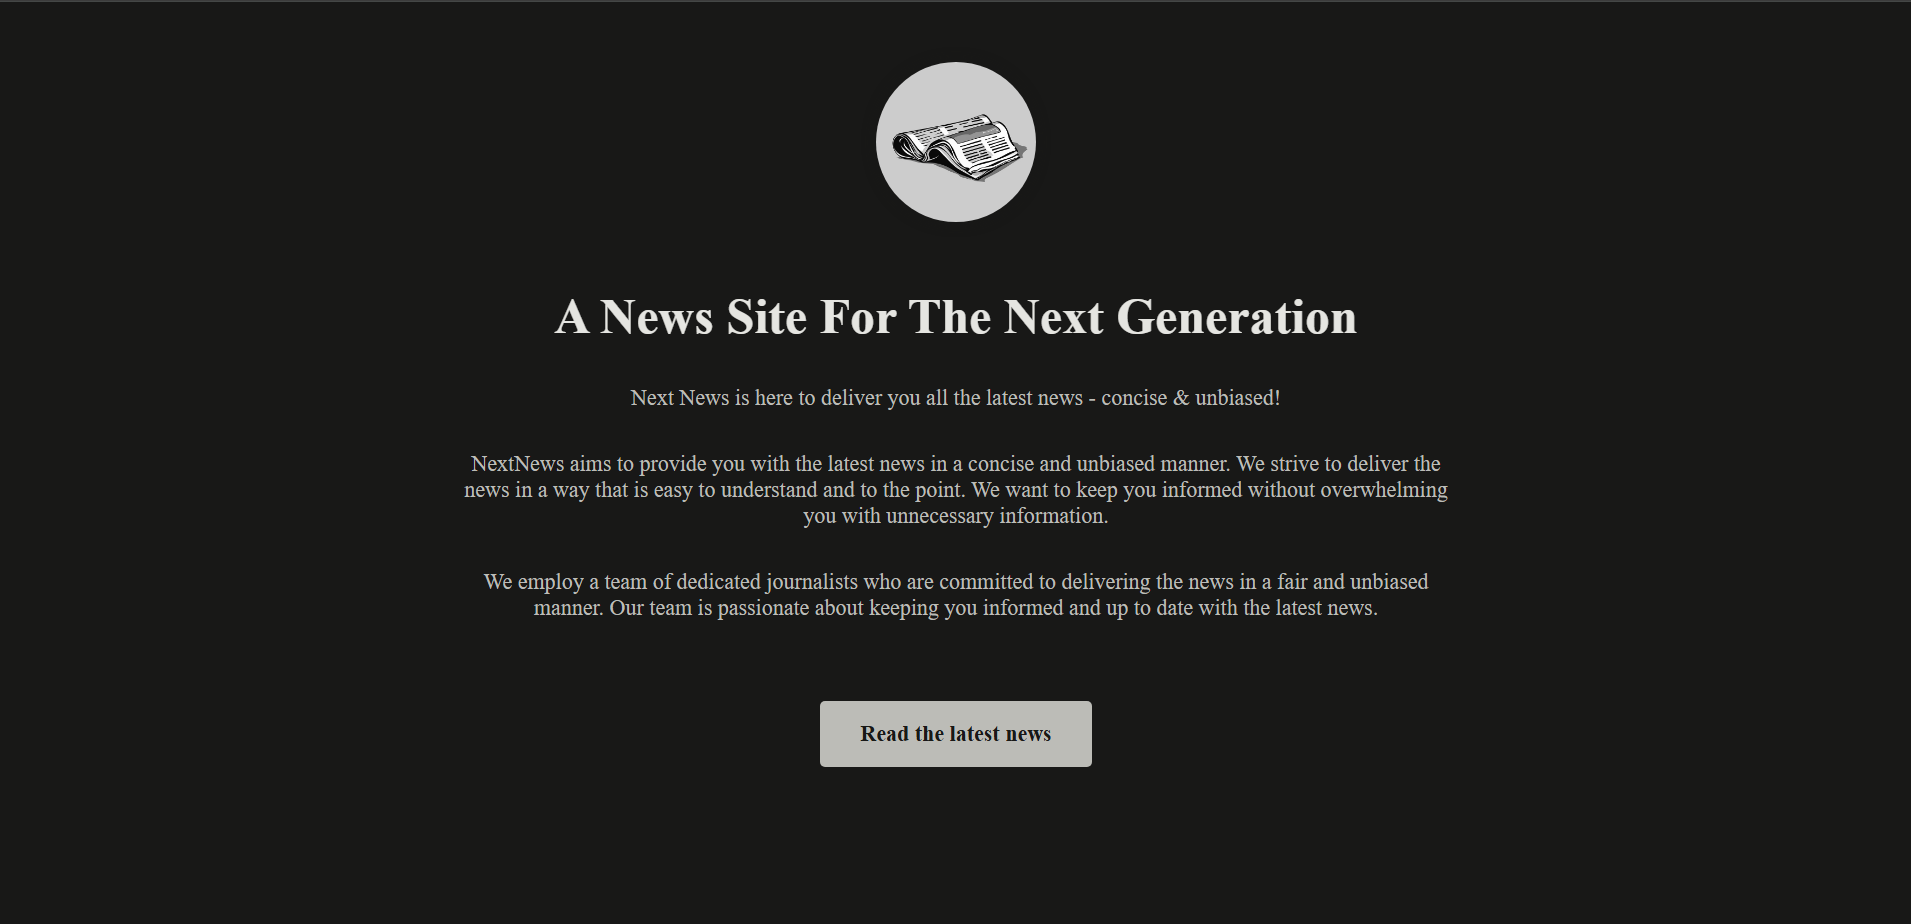 A News Site For The Next Generation
Next News is here to deliver you all the latest news - concise & unbiased!
NextNews aims to provide you with the latest news in a concise and unbiased manner. We strive to deliver the
news in a way that is easy to understand and to the point. We want to keep you informed without overwhelming
you with unnecessary information.
We employ a team of dedicated journalists who are committed to delivering the news in a fair and unbiased
manner. Our team is passionate about keeping you informed and up to date with the latest news.
Read the latest news